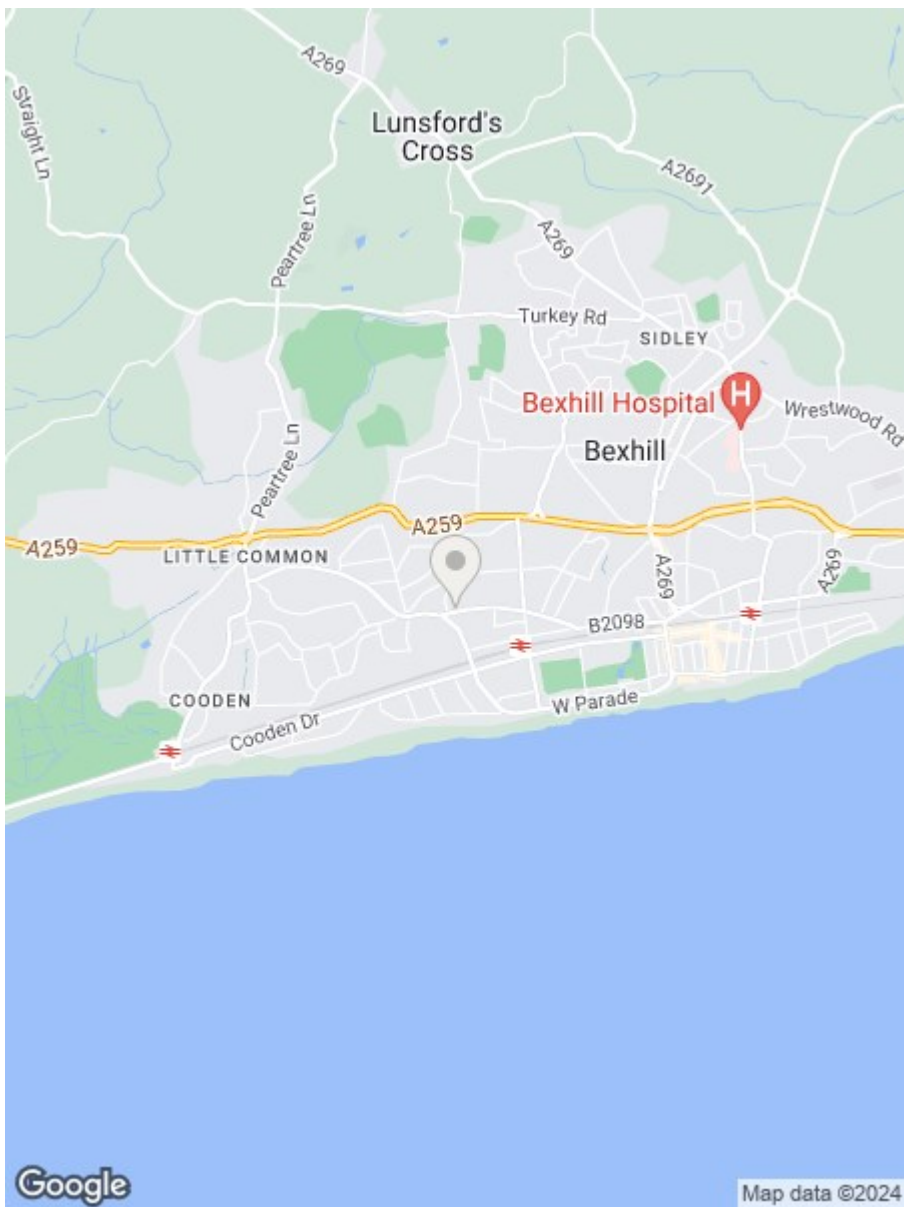 A269
Straight Ln
Lunsford's
Cross
A2691
Peartree Ln
A269
Turkey Rd
SIDLEY
H
Bexhill Hospital
Wrestwood Rd
Bexhill
Peartree Ln
A259
A259
LITTLE COMMON
A269
A269
B2098
COODEN
W Parade
Cooden Dr
Google
Map data ©2024